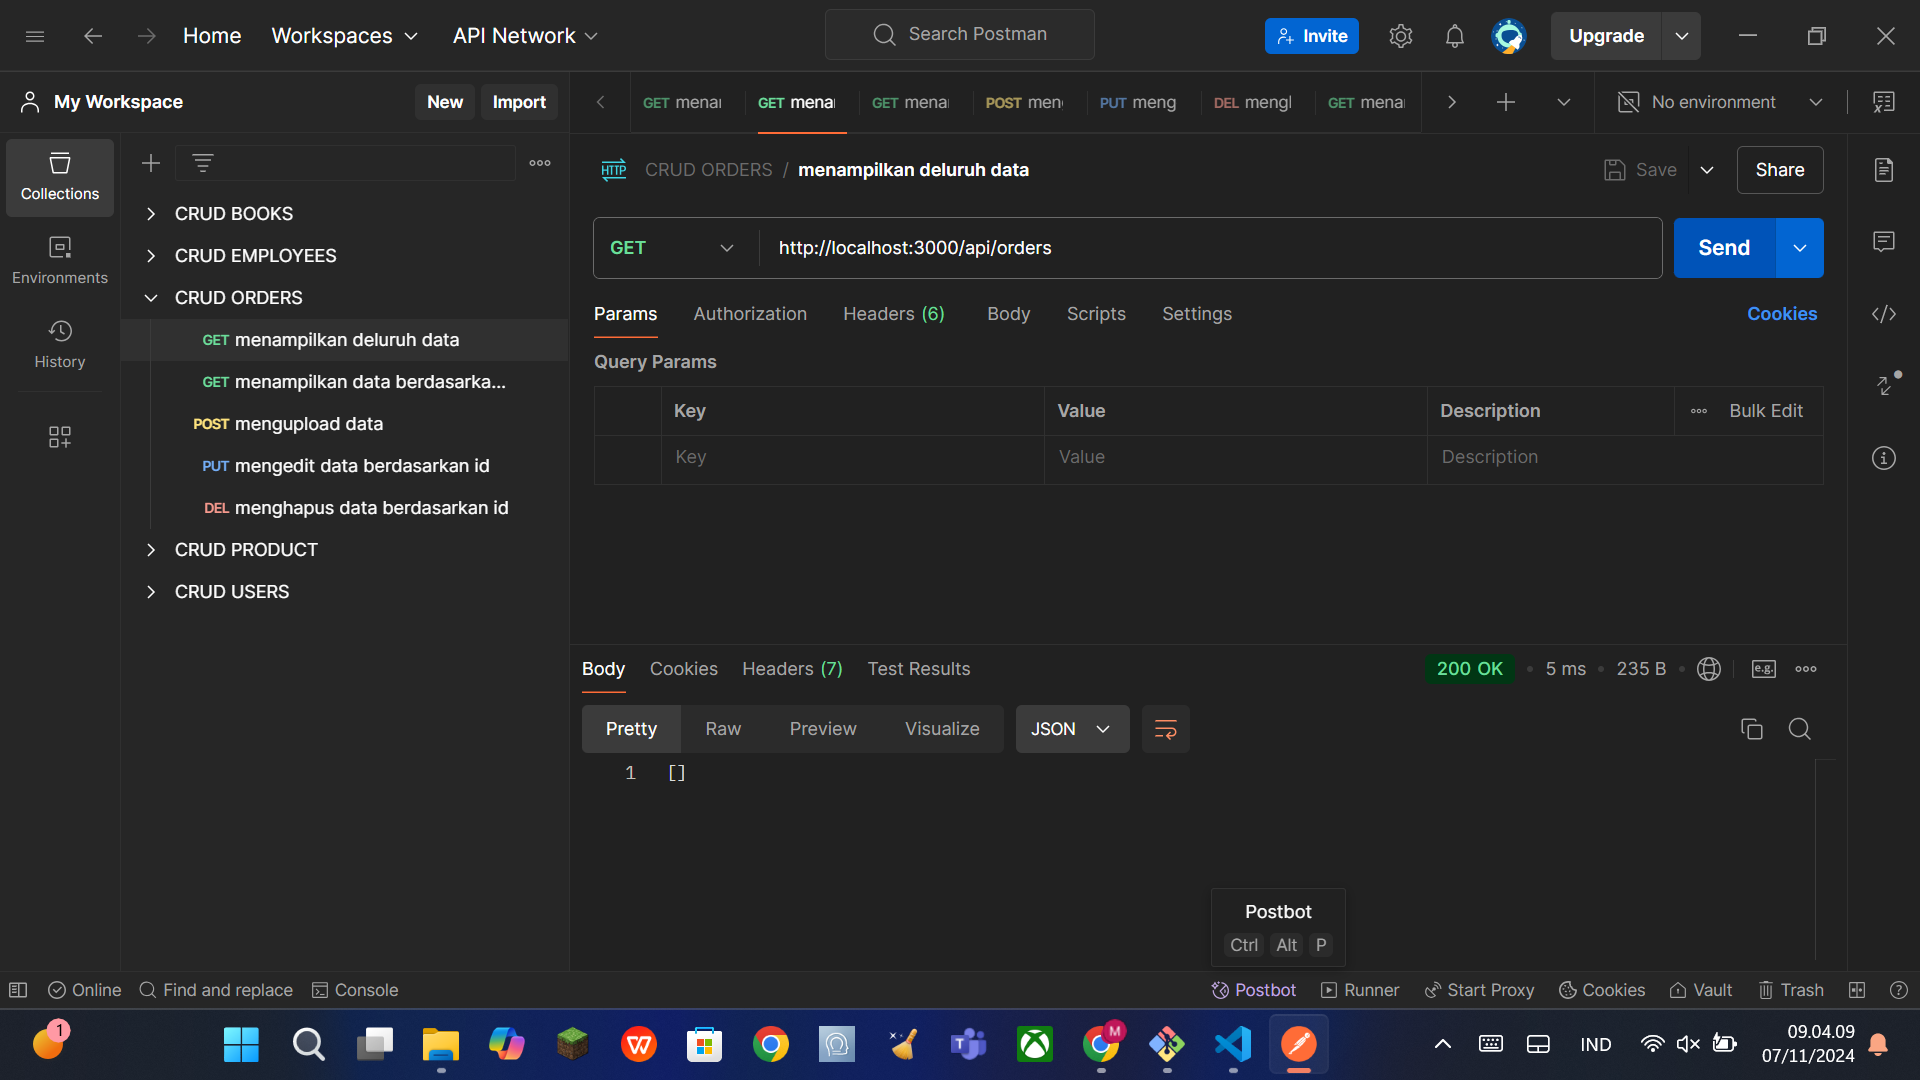 Home Workspaces API Network Search Postman Invite Upgrade
My Workspace New Import GET menai GET menai GET menai POST men PUT meng DEL mengl GET menai No environment
Collections
Environments
History
CRUD BOOKS
CRUD EMPLOYEES
CRUD ORDERS
GET menampilkan deluruh data
GET menampilkan data berdasarka...
POST mengupload data
PUT mengedit data berdasarkan id
DEL menghapus data berdasarkan id
CRUD PRODUCT
CRUD USERS
HTTP CRUD ORDERS / menampilkan deluruh data Save Share
GET http://localhost:3000/api/orders Send
Params Authorization Headers (6) Body Scripts Settings Cookies
Query Params
Key Value Description Bulk Edit
Key Value Description
Body Cookies Headers (7) Test Results 200 OK 5 ms 235 B e.g.
Pretty Raw Preview Visualize JSON
1 []
Postbot
Ctrl Alt P
Online Find and replace Console Postbot Runner Start Proxy Cookies Vault Trash
1 M IND 09.04.09
07/11/2024